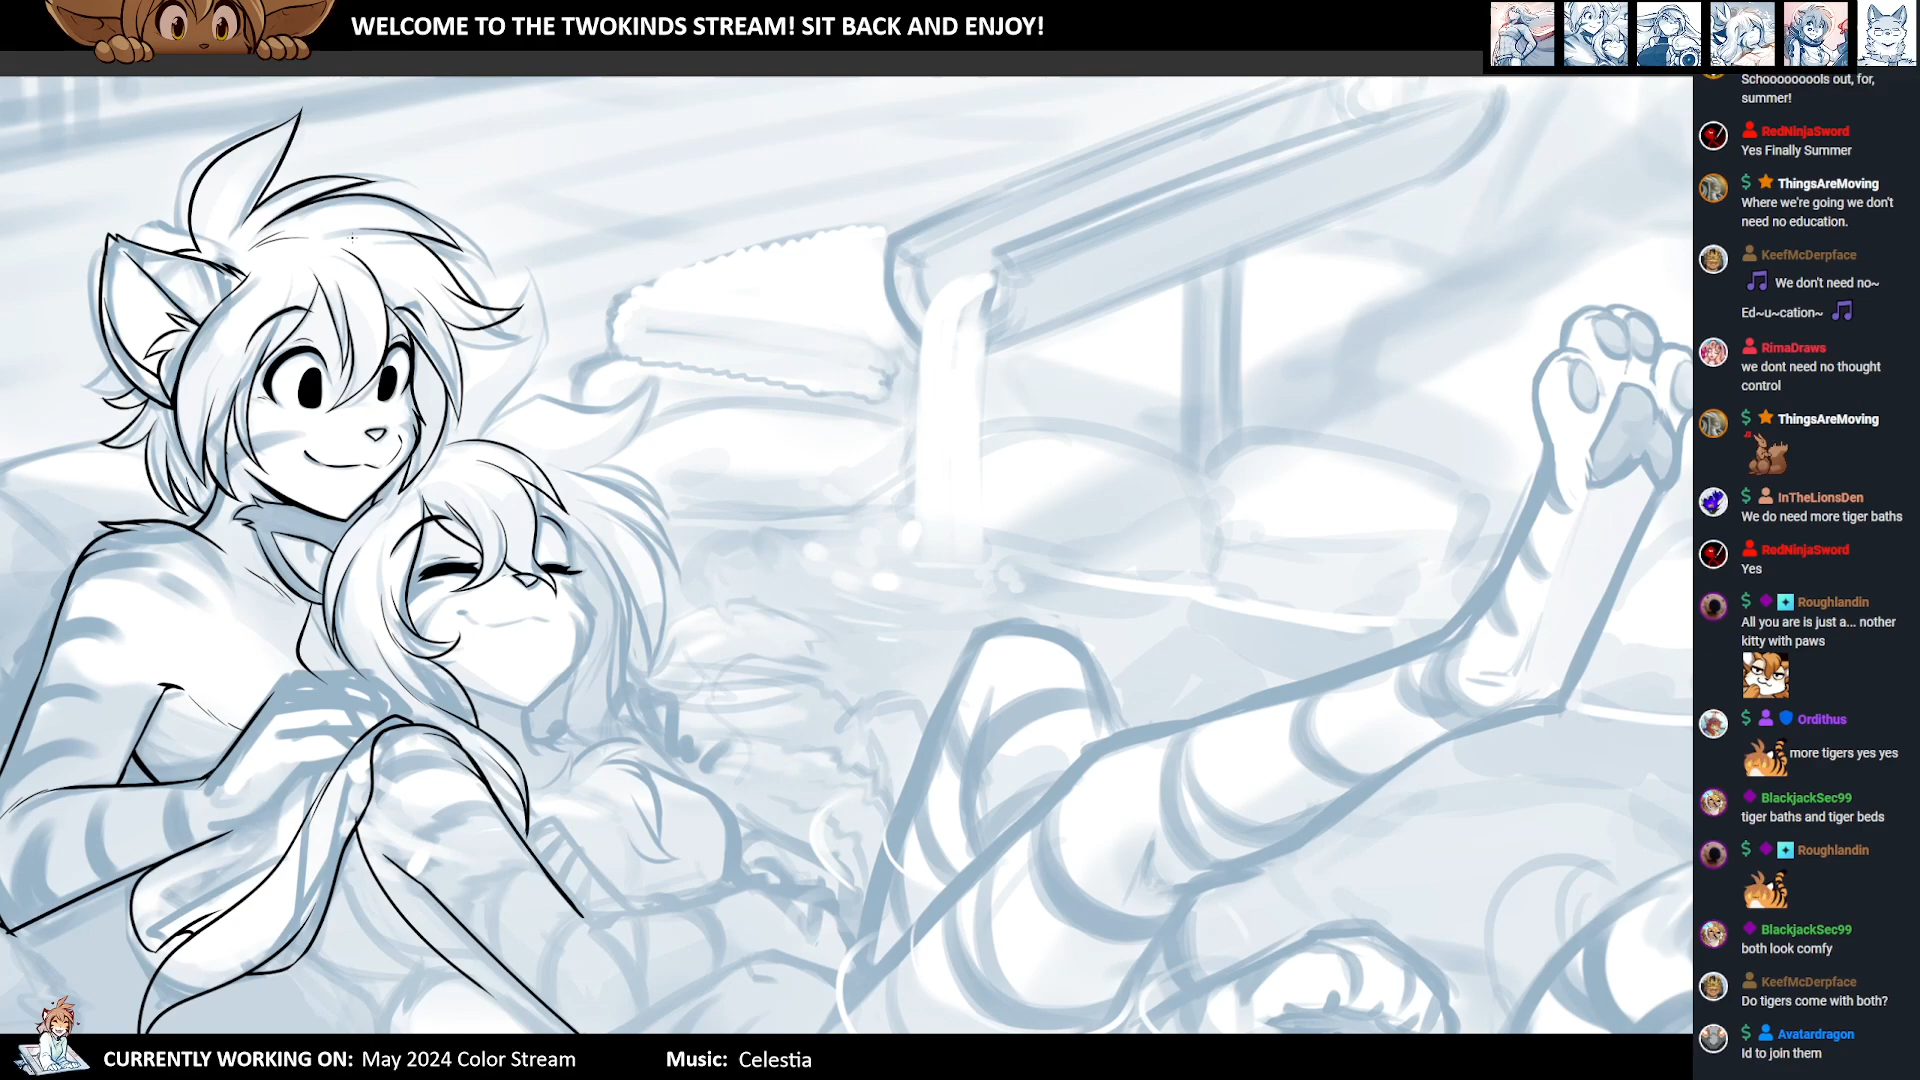 WELCOME TO THE TWOKINDS STREAM! SIT BACK AND ENJOY!
Schooooooools out, for,
summer!
RedNinjaSword
Yes Finally Summer
ThingsAreMoving
Where we're going we don't
need no education.
KeefMcDerpface
We don't need no~
Ed~u~cation~
RimaDraws
we dont need no thought
control
ThingsAreMoving
InTheLionsDen
We do need more tiger baths
RedNinjaSword
Yes
Roughlandin
All you are is just a... nother
kitty with paws
Ordithus
more tigers yes yes
BlackjackSec99
tiger baths and tiger beds
Roughlandin
BlackjackSec99
both look comfy
KeefMcDerpface
Do tigers come with both?
Avatardragon
Id to join them
CURRENTLY WORKING ON: May 2024 Color Stream
Music: Celestia